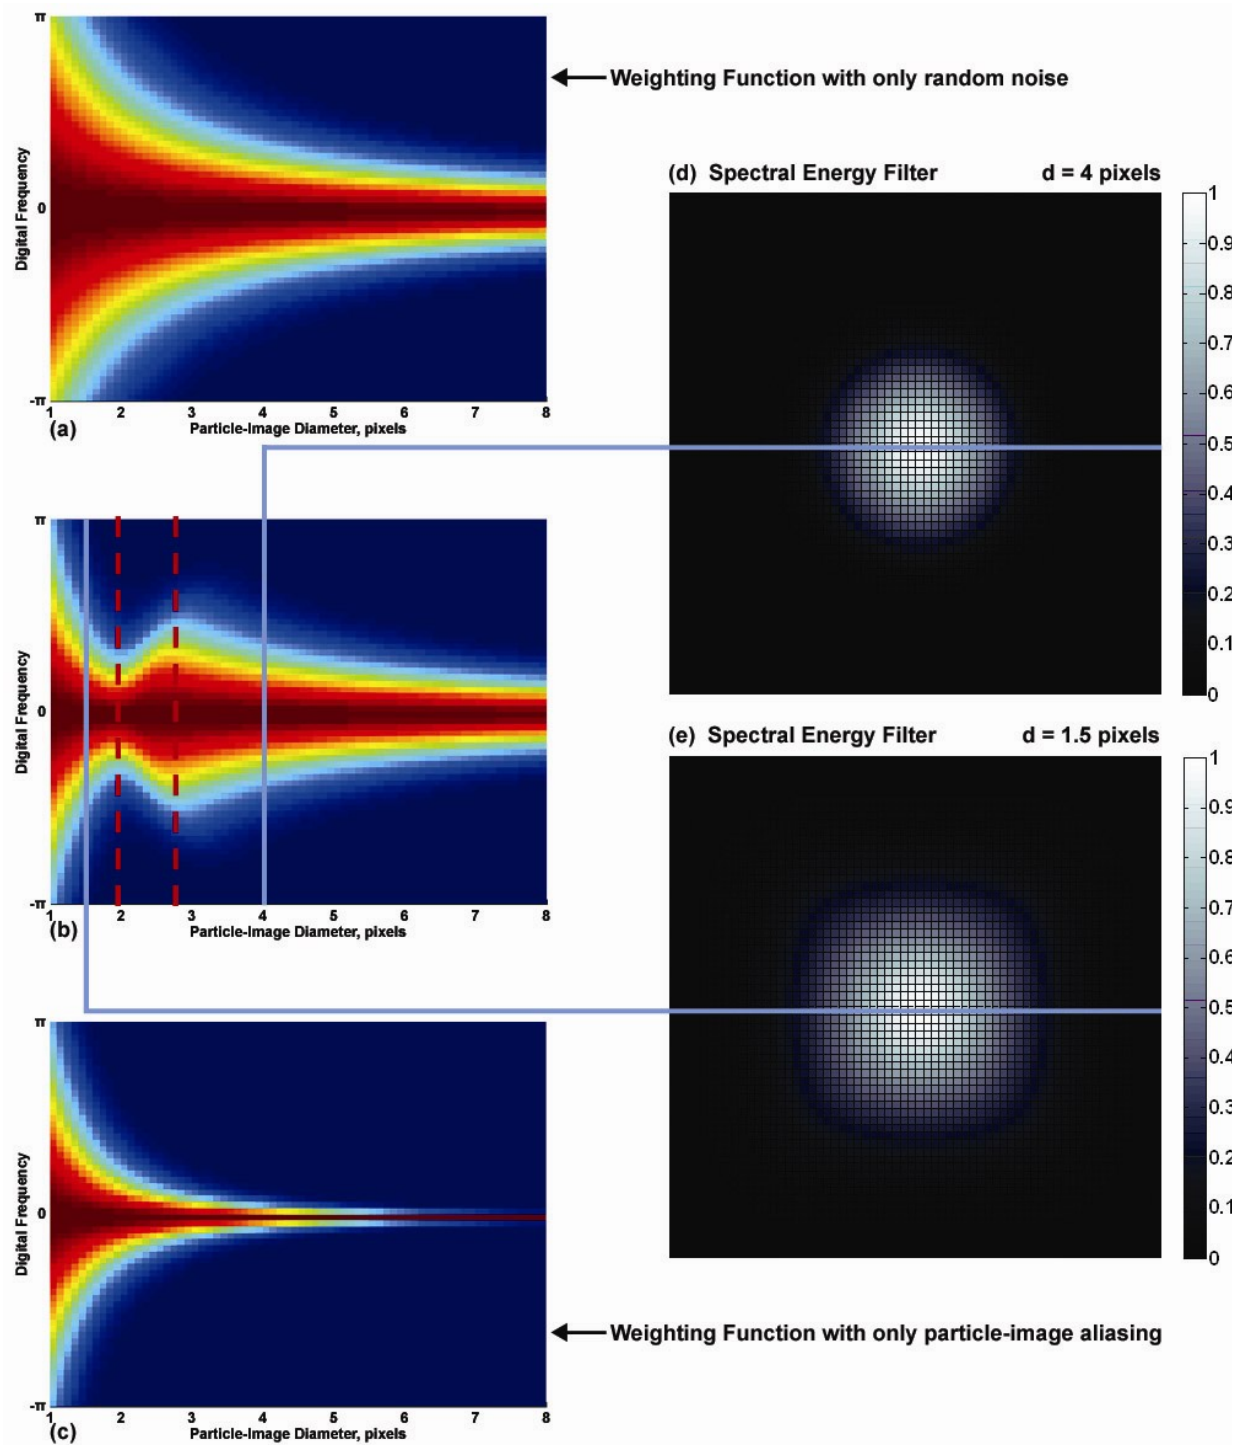 π
Digital Frequency
0
-π
1 2 3 4 5 6 7 8
(a) Particle-Image Diameter, pixels
Weighting Function with only random noise
(d) Spectral Energy Filter d = 4 pixels
1
0.9
0.8
0.7
0.6
0.5
0.4
0.3
0.2
0.1
0
π
Digital Frequency
0
-π
1 2 3 4 5 6 7 8
(b) Particle-Image Diameter, pixels
(e) Spectral Energy Filter d = 1.5 pixels
1
0.9
0.8
0.7
0.6
0.5
0.4
0.3
0.2
0.1
0
π
Digital Frequency
0
-π
1 2 3 4 5 6 7 8
(c) Particle-Image Diameter, pixels
Weighting Function with only particle-image aliasing